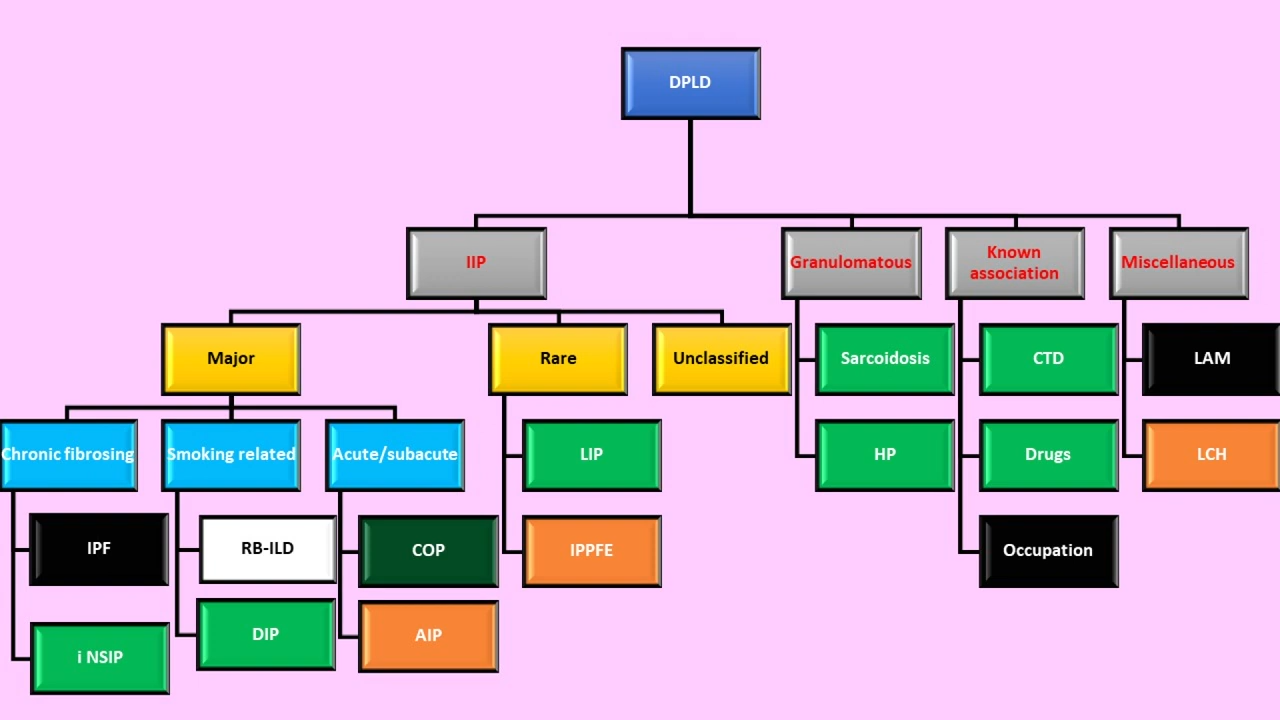 DPLD
IIP
Granulomatous
Known
association
Miscellaneous
Major
Rare
Unclassified
Sarcoidosis
CTD
LAM
Chronic fibrosing
Smoking related
Acute/subacute
LIP
HP
Drugs
LCH
IPF
RB-ILD
COP
IPPFE
Occupation
DIP
AIP
i NSIP